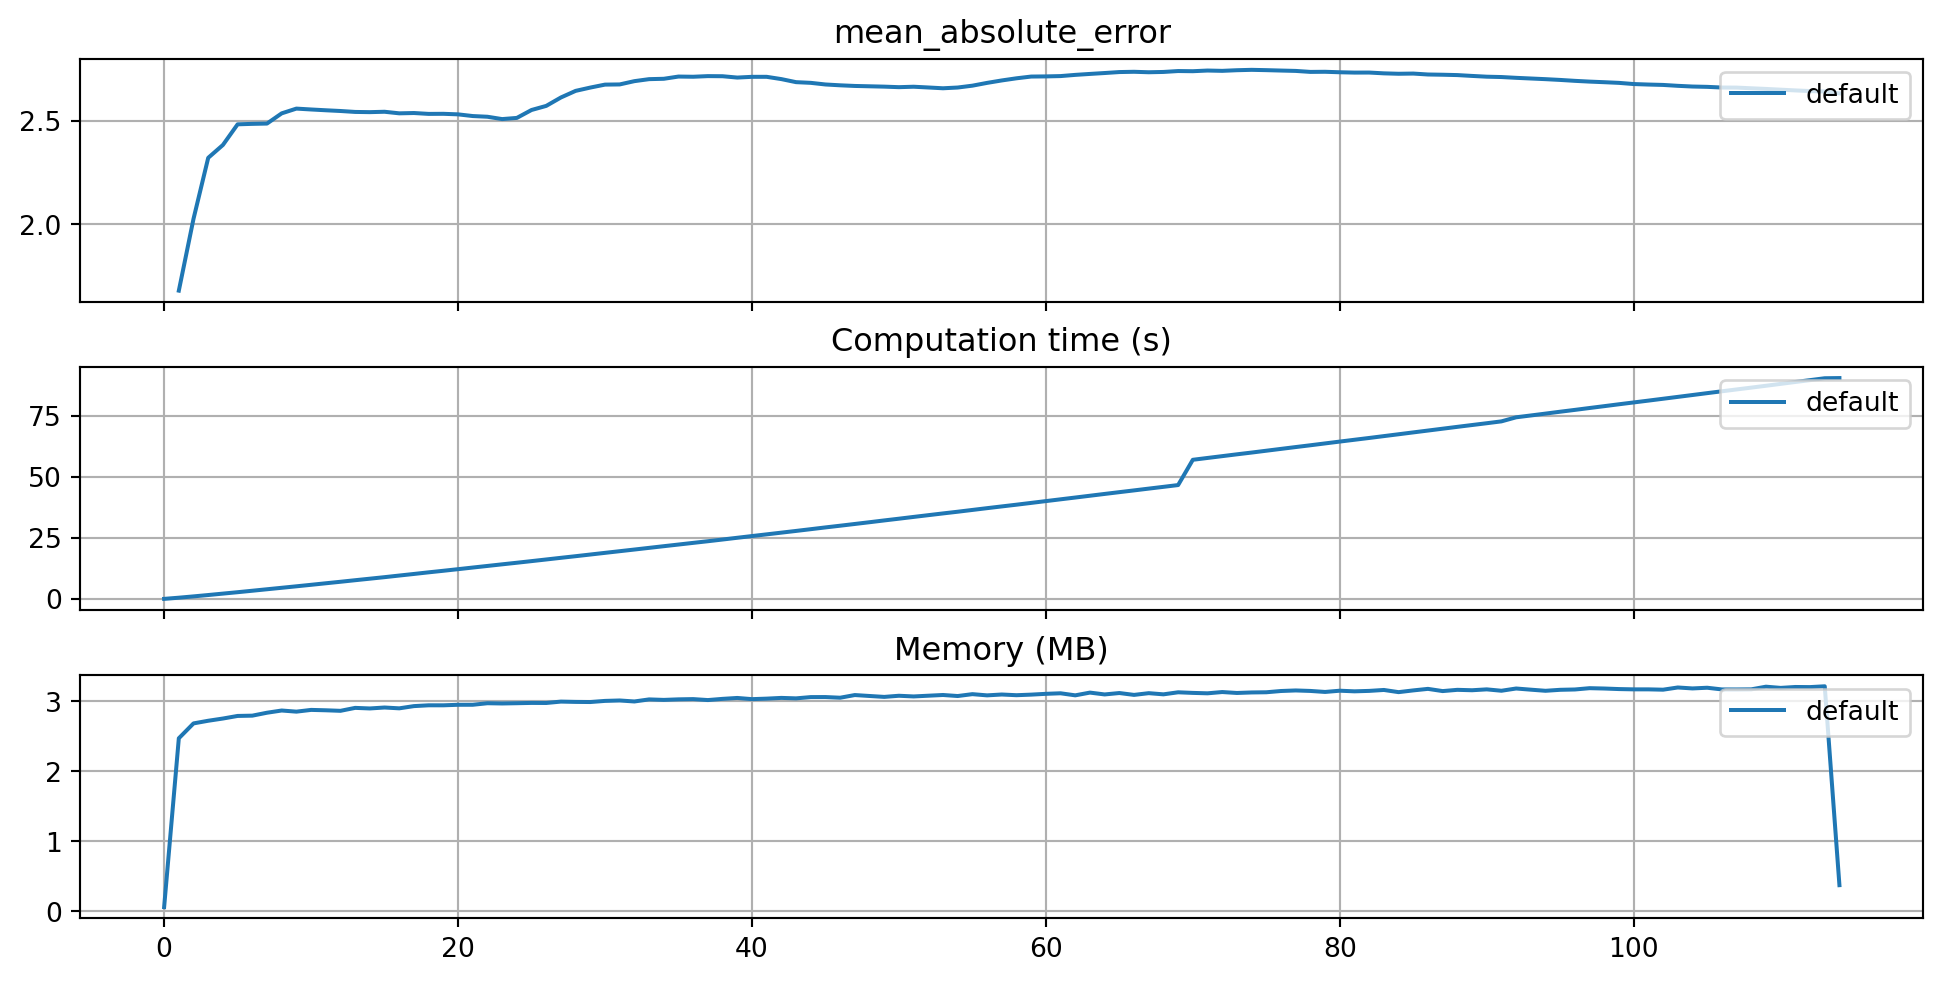 mean_absolute_error
2.5
2.0
default
Computation time (s)
75
50
25
0
default
Memory (MB)
3
2
1
0
default
0 20 40 60 80 100